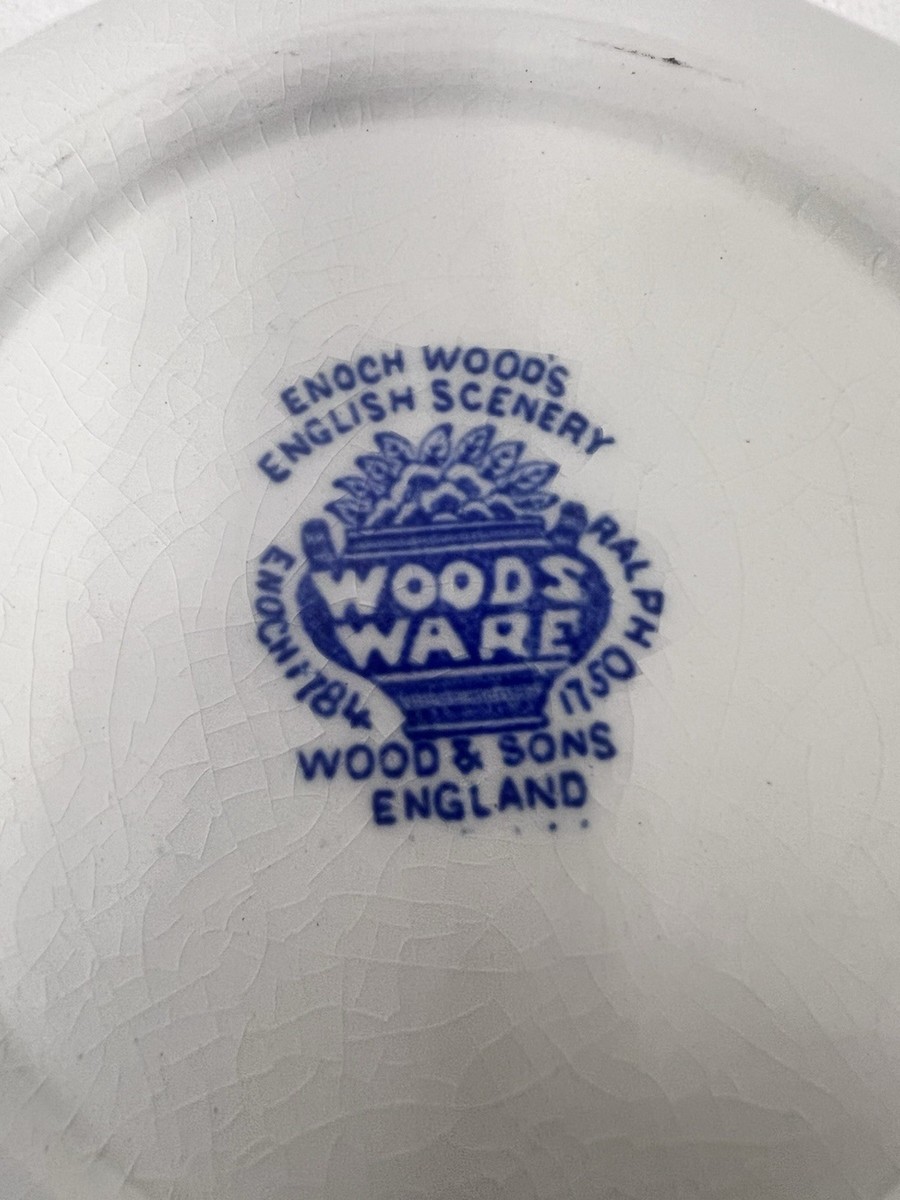 ENOCH WOOD'S
ENGLISH SCENERY
WOODS
WARE
ENOCH 1784
RALPH 1750
WOOD & SONS
ENGLAND